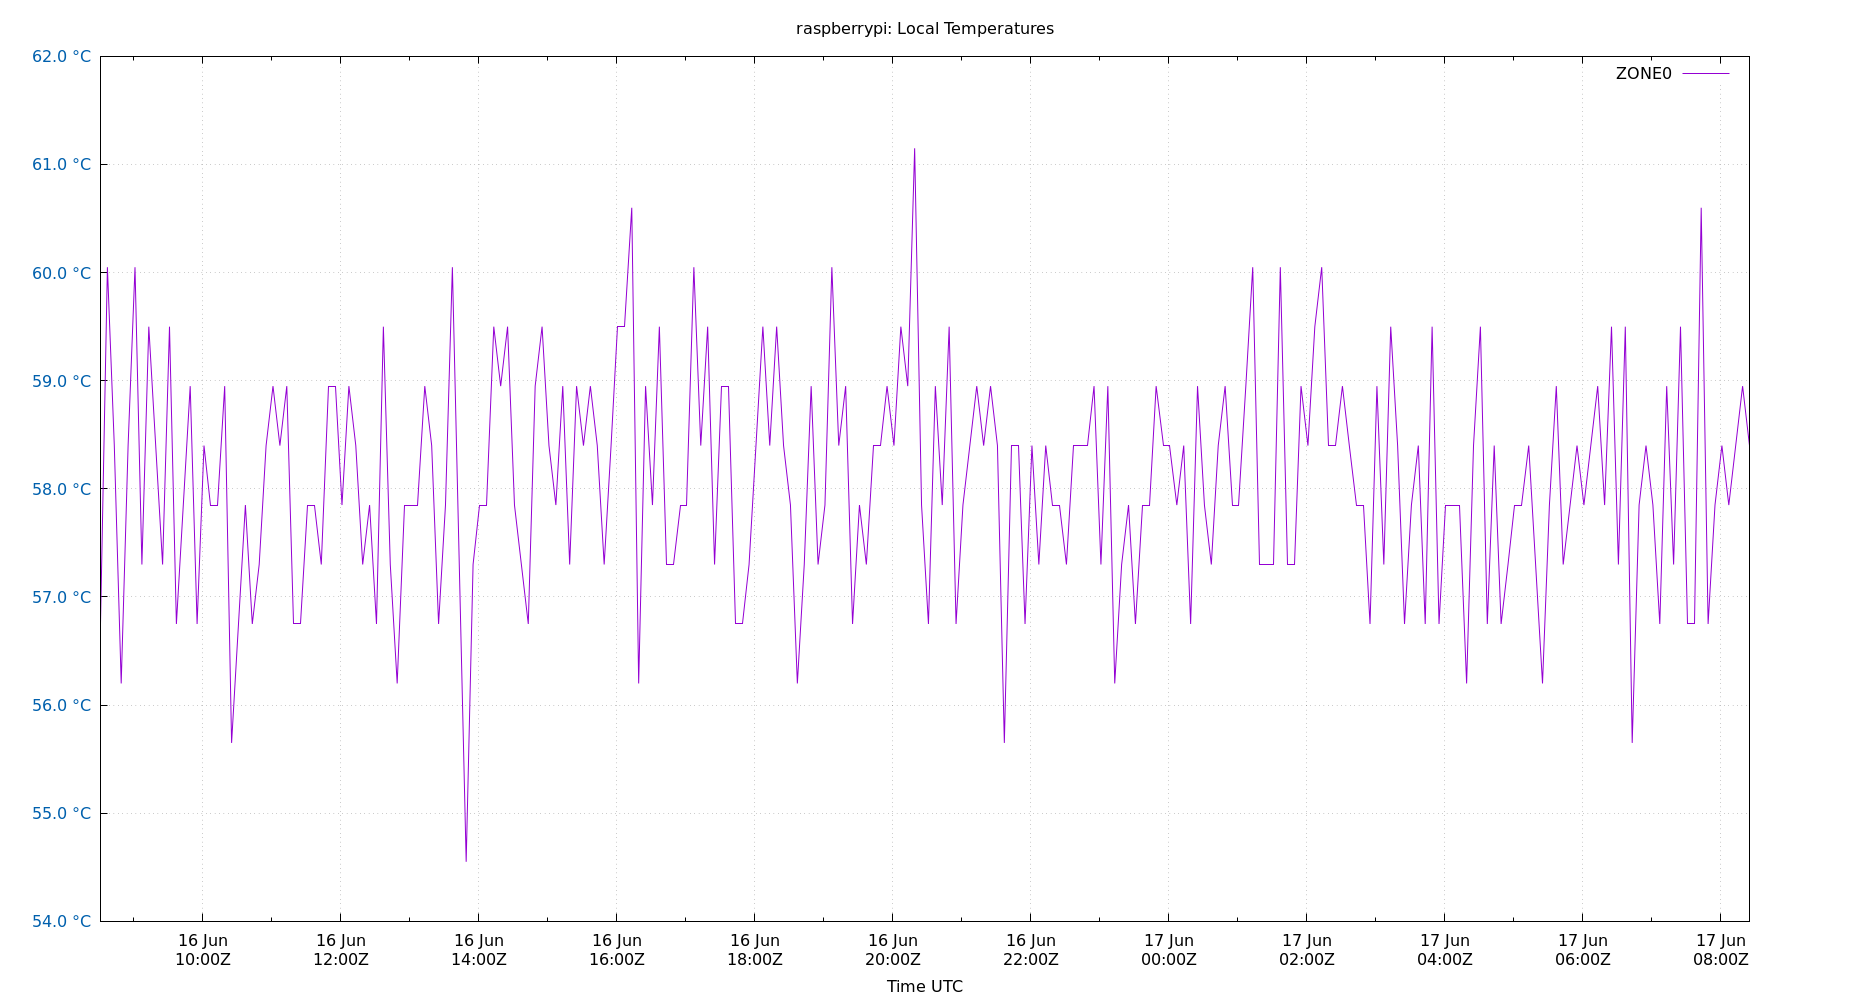 raspberrypi: Local Temperatures
62.0 °C
ZONE0
61.0 °C
60.0 °C
59.0 °C
58.0 °C
57.0 °C
56.0 °C
55.0 °C
54.0 °C
16 Jun 16 Jun 16 Jun 16 Jun 16 Jun 16 Jun 16 Jun 17 Jun 17 Jun 17 Jun 17 Jun 17 Jun
10:00Z 12:00Z 14:00Z 16:00Z 18:00Z 20:00Z 22:00Z 00:00Z 02:00Z 04:00Z 06:00Z 08:00Z
Time UTC